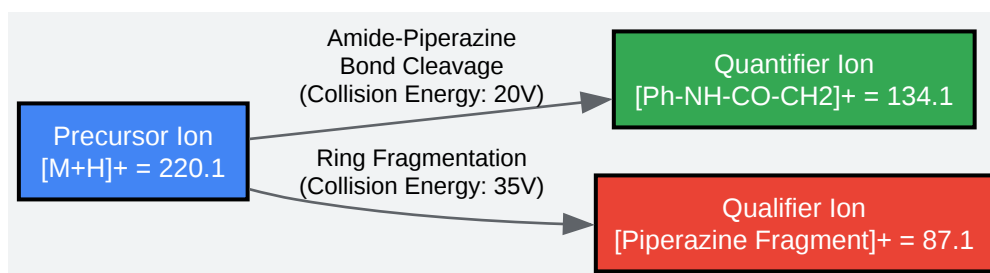 Amide-Piperazine
Bond Cleavage
(Collision Energy: 20V)
Quantifier Ion
[Ph-NH-CO-CH2]+ = 134.1
Precursor Ion
[M+H]+ = 220.1
Ring Fragmentation
(Collision Energy: 35V)
Qualifier Ion
[Piperazine Fragment]+ = 87.1